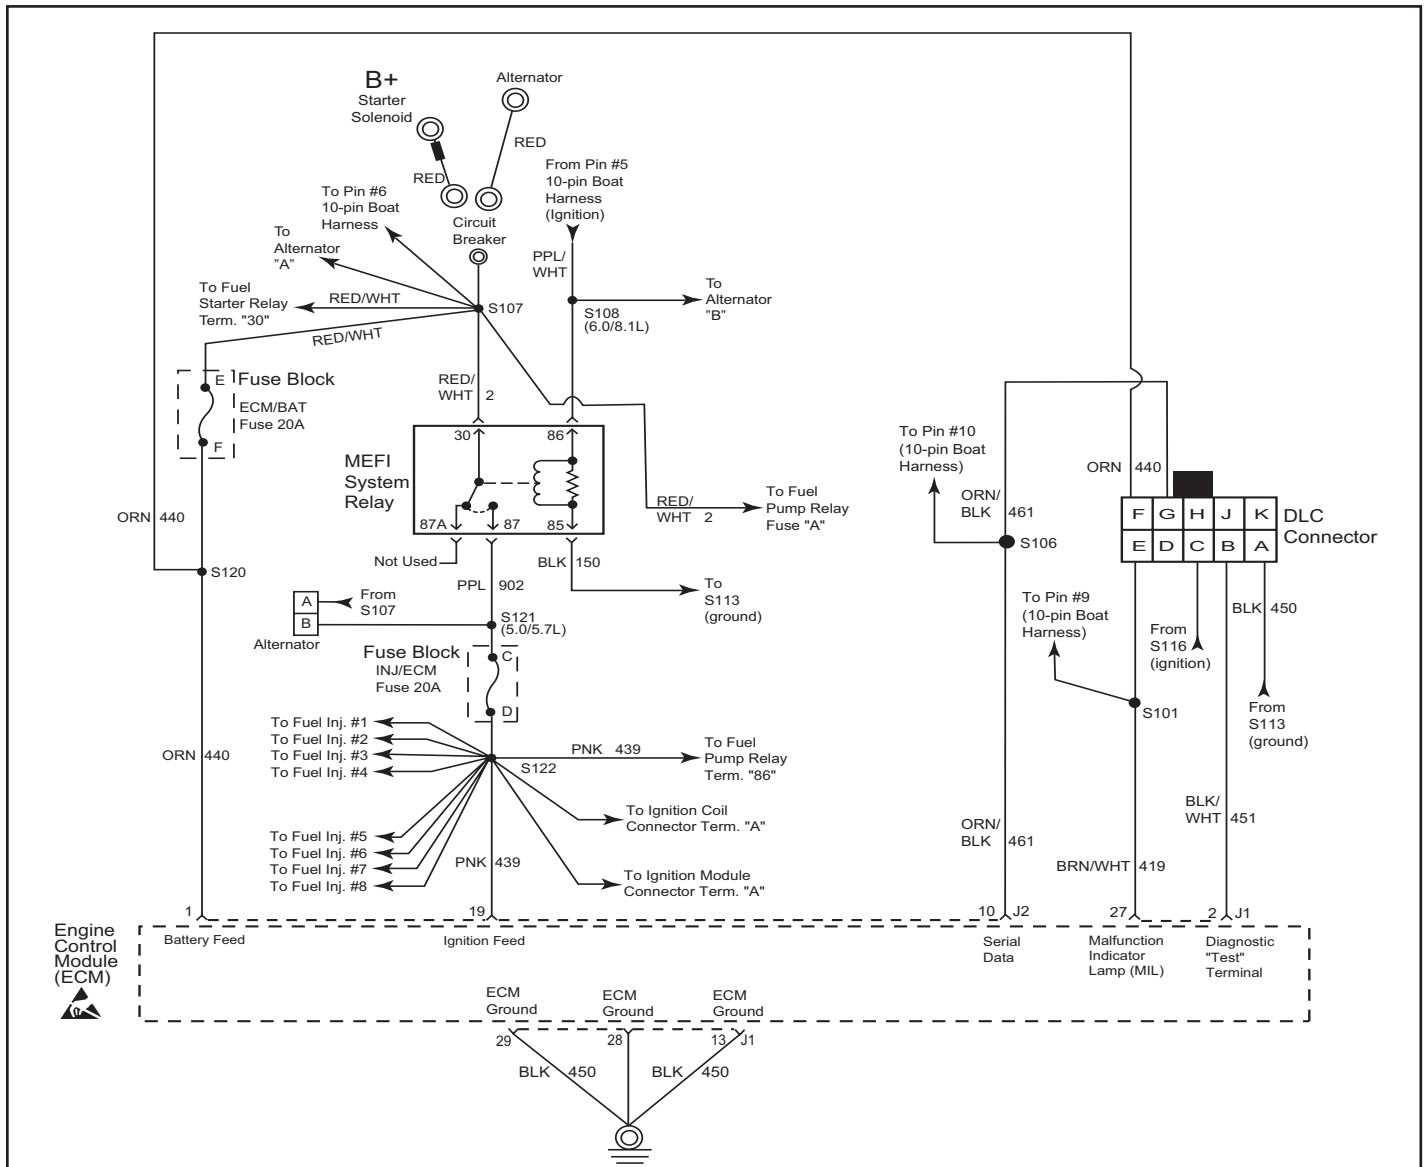 B+
Starter
Solenoid
Alternator
RED
RED
From Pin #5
10-pin Boat
Harness
(Ignition)
To Pin #6
10-pin Boat
Harness
Circuit
Breaker
To
Alternator
"A"
PPL/
WHT
To Fuel
Starter Relay
Term. "30"
RED/WHT
S107
S108
(6.0/8.1L)
To
Alternator
"B"
RED/WHT
E
Fuse Block
ECM/BAT
Fuse 20A
F
RED/
WHT 2
30
86
MEFI
System
Relay
87A
87
85
RED/
WHT 2
To Fuel
Pump Relay
Fuse "A"
To Pin #10
(10-pin Boat
Harness)
ORN/
BLK 461
ORN 440
F G H J K
E D C B A
DLC
Connector
ORN 440
Not Used
BLK 150
S106
S120
PPL 902
To
S113
(ground)
A
From
S107
B
Alternator
S121
(5.0/5.7L)
To Pin #9
(10-pin Boat
Harness)
From
S116
(ignition)
BLK 450
Fuse Block
INJ/ECM
Fuse 20A
C
D
S101
From
S113
(ground)
To Fuel Inj. #1
To Fuel Inj. #2
To Fuel Inj. #3
To Fuel Inj. #4
ORN 440
PNK 439
S122
To Fuel
Pump Relay
Term. "86"
To Ignition Coil
Connector Term. "A"
BLK/
WHT 451
ORN/
BLK 461
To Fuel Inj. #5
To Fuel Inj. #6
To Fuel Inj. #7
To Fuel Inj. #8
PNK 439
To Ignition Module
Connector Term. "A"
BRN/WHT 419
1
19
10 J2
27
2 J1
Engine
Control
Module
(ECM)
Battery Feed
Ignition Feed
Serial
Data
Malfunction
Indicator
Lamp (MIL)
Diagnostic
"Test"
Terminal
ECM
Ground
ECM
Ground
ECM
Ground
29
28
13 J1
BLK 450
BLK 450